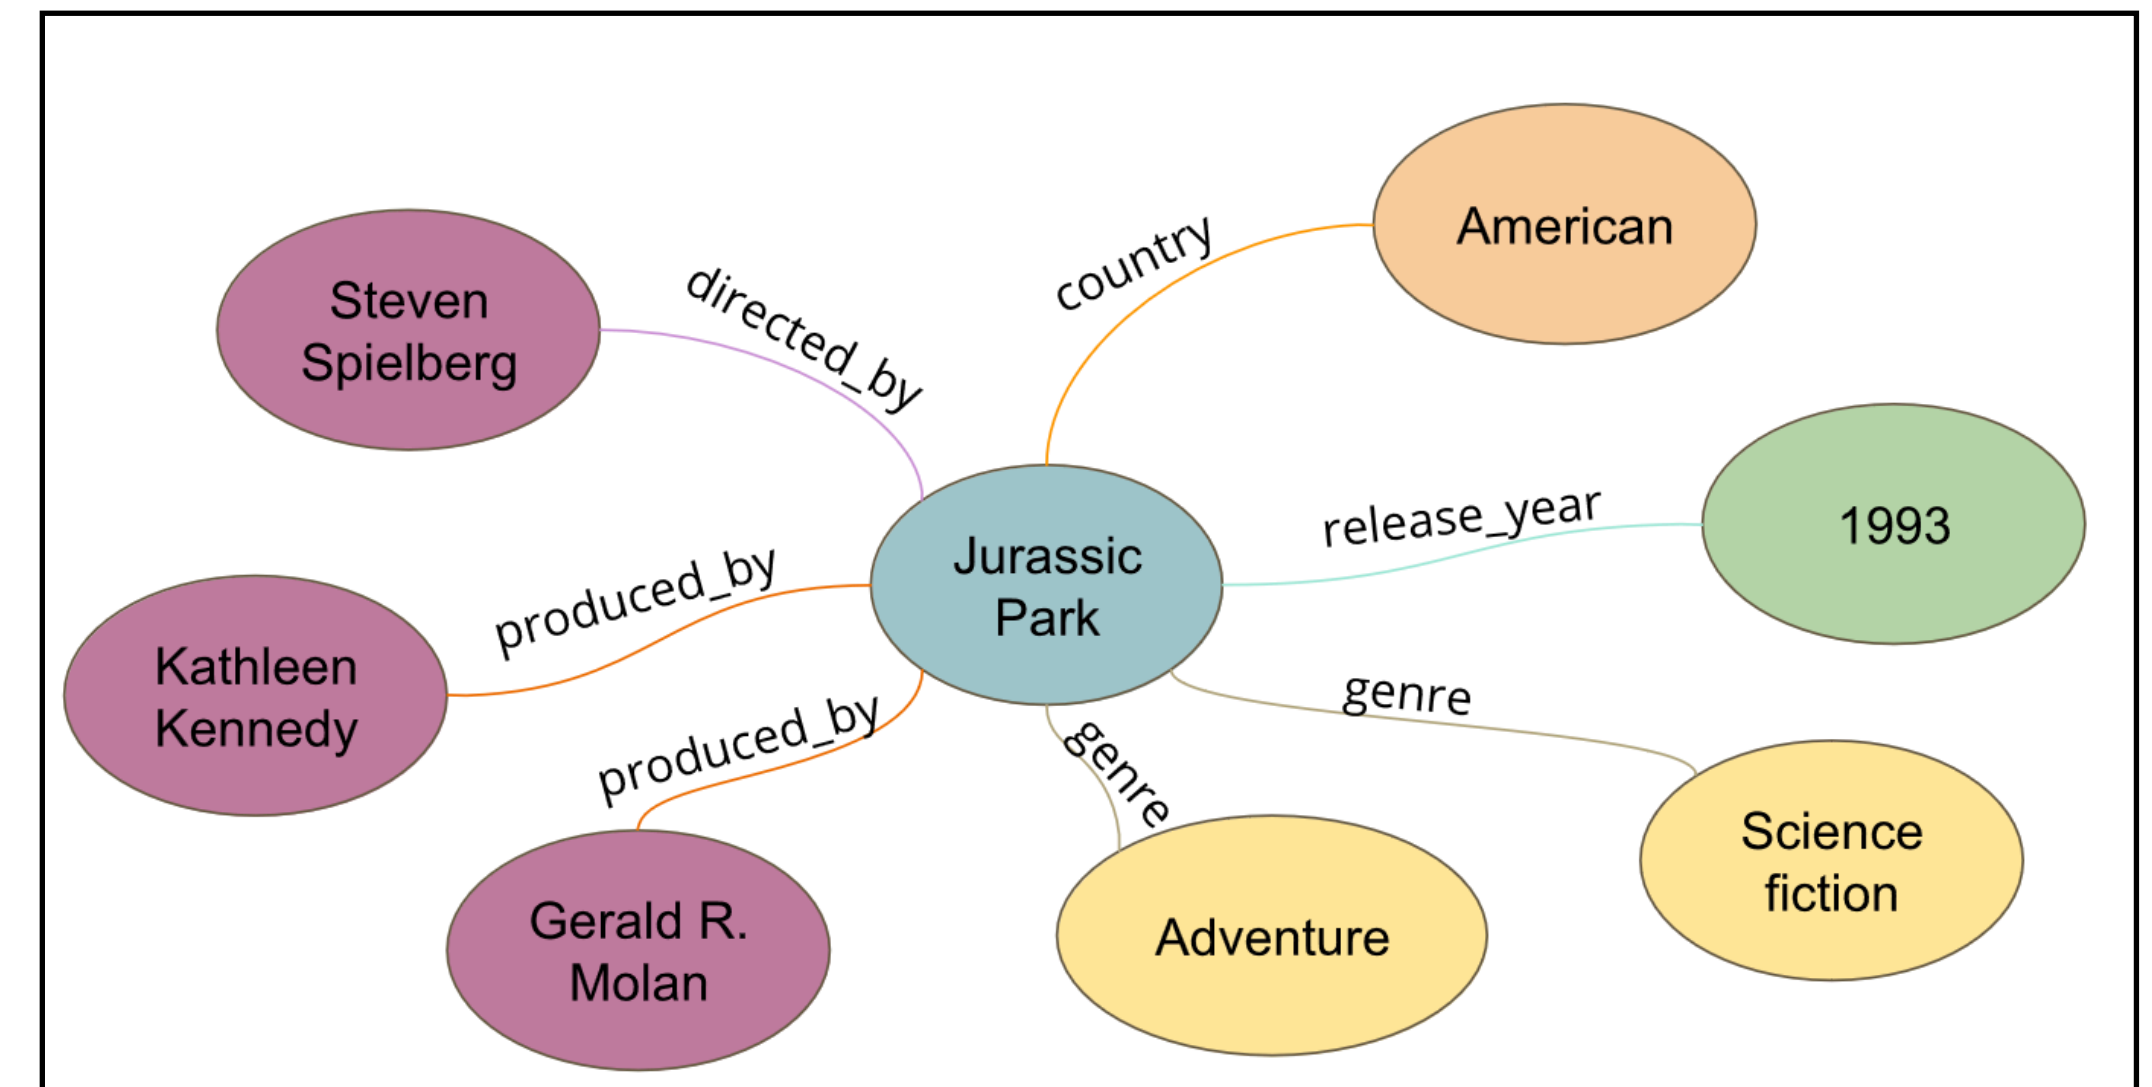 American
country
Steven
Spielberg
directed_by
1993
release_year
Jurassic
Park
produced_by
Kathleen
Kennedy
genre
produced_by
genre
Science
fiction
Gerald R.
Molan
Adventure